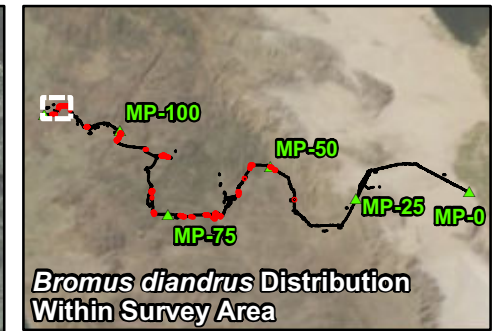 MP-100
MP-50
MP-25
MP-0
MP-75
Bromus diandrus Distribution
Within Survey Area